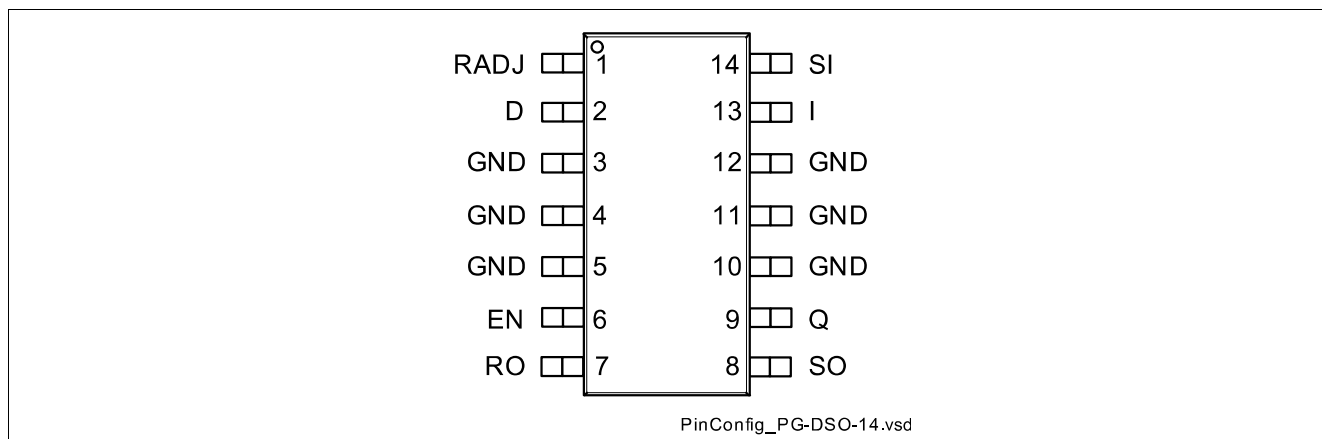 RADJ 1 14 SI
D 2 13 I
GND 3 12 GND
GND 4 11 GND
GND 5 10 GND
EN 6 9 Q
RO 7 8 SO
PinConfig_PG-DSO-14.vsd